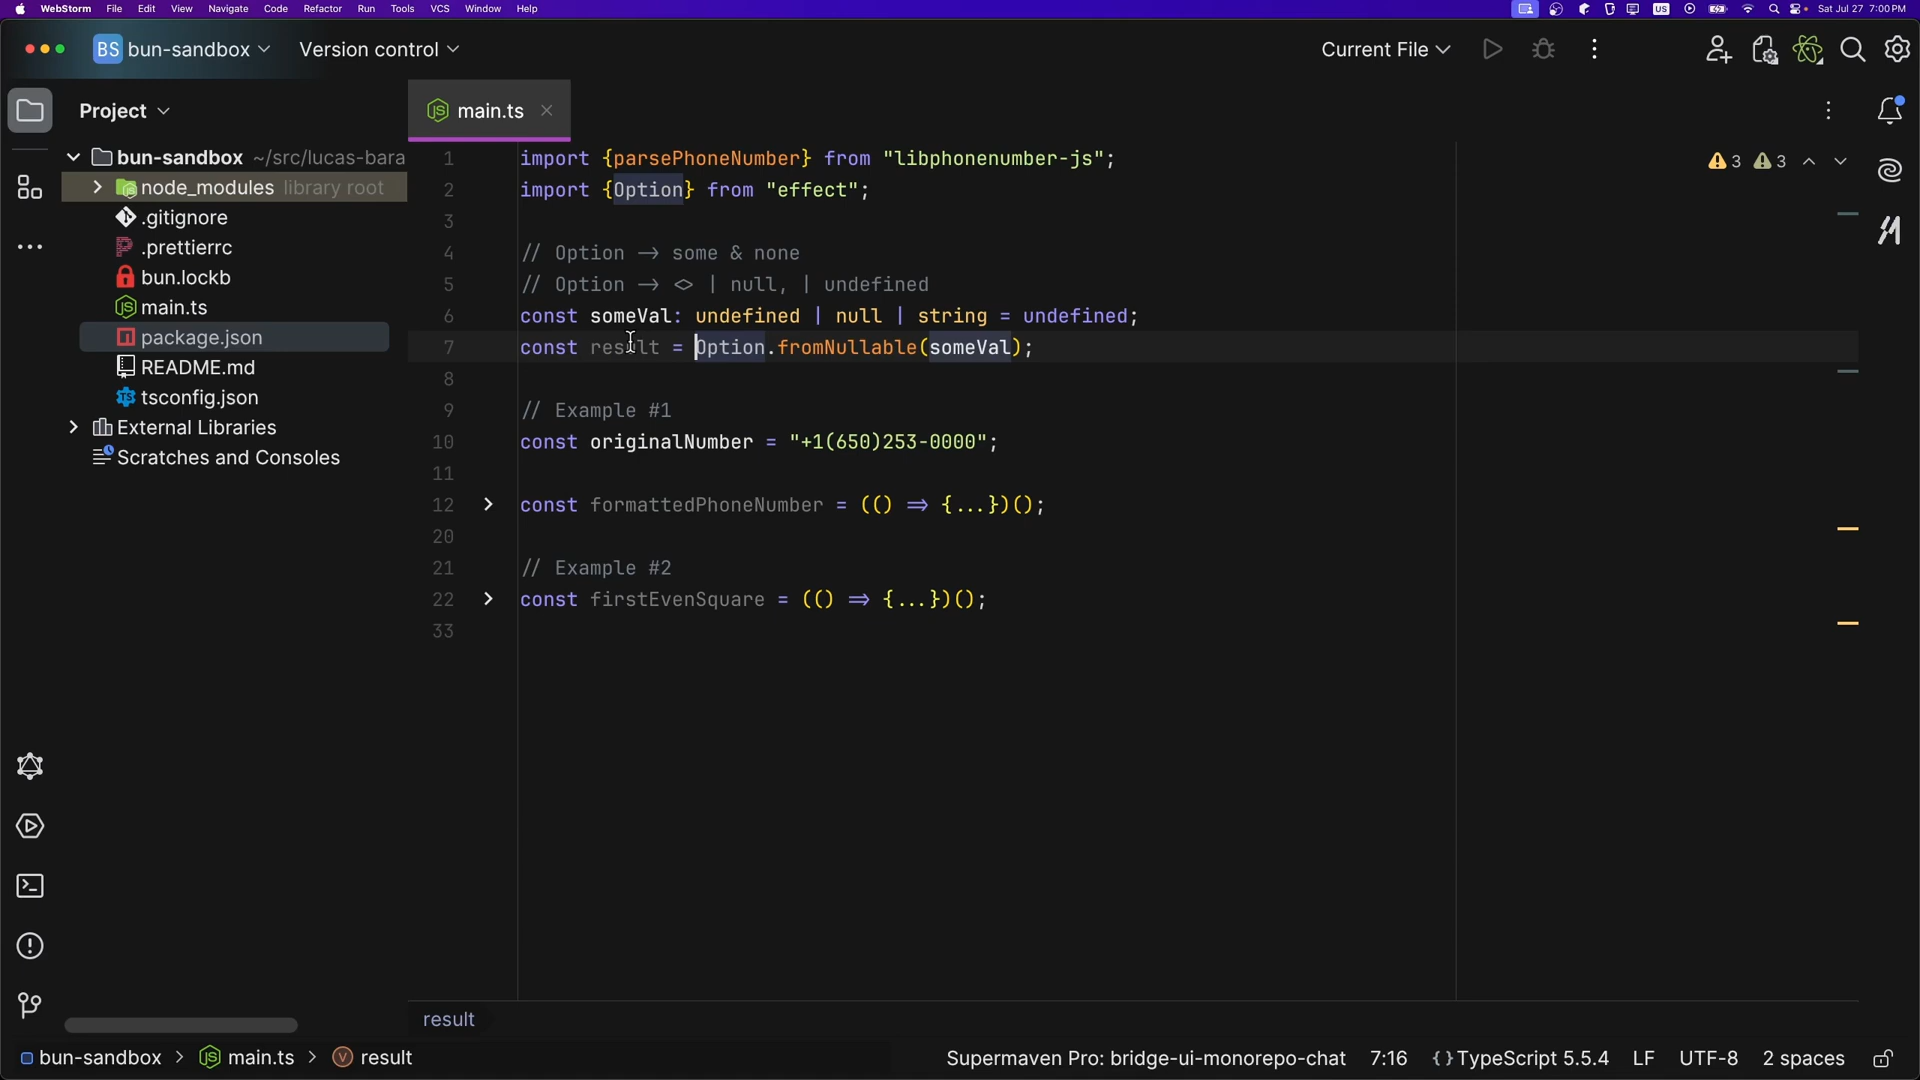 WebStorm File Edit View Navigate Code Refactor Run Tools VCS Window Help US Sat Jul 27 7:00 PM
BS bun-sandbox Version control Current File
Project
main.ts
bun-sandbox ~/src/lucas-bara
node_modules library root
.gitignore
.prettierrc
bun.lockb
main.ts
package.json
README.md
tsconfig.json
External Libraries
Scratches and Consoles
1 import {parsePhoneNumber} from "libphonenumber-js";
2 import {Option} from "effect";
3
4 // Option → some & none
5 // Option → <> | null, | undefined
6 const someVal: undefined | null | string = undefined;
7 const result = Option.fromNullable(someVal);
8
9 // Example #1
10 const originalNumber = "+1(650)253-0000";
11
12 const formattedPhoneNumber = (() ⇒ {...})();
20
21 // Example #2
22 const firstEvenSquare = (() ⇒ {...})();
33
3 3
result
bun-sandbox > main.ts > V result
Supermaven Pro: bridge-ui-monorepo-chat 7:16 {} TypeScript 5.5.4 LF UTF-8 2 spaces